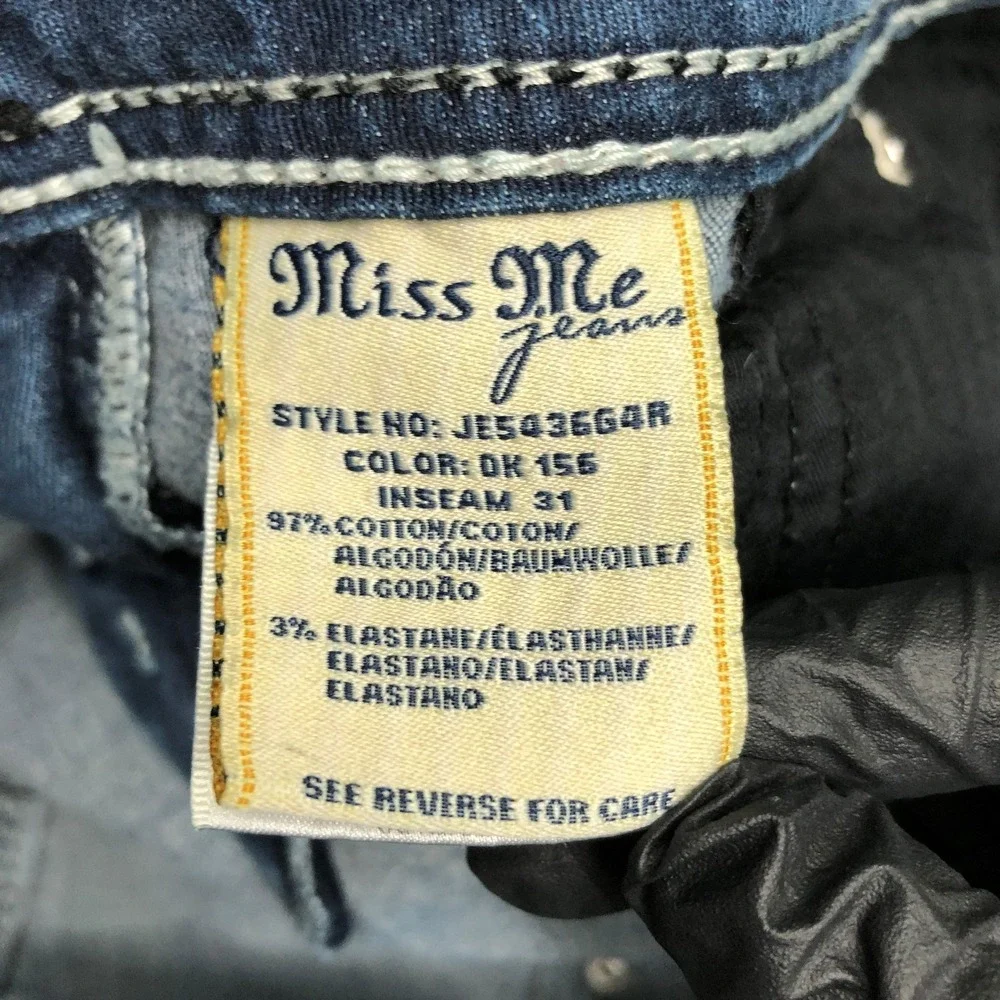 Miss Me
jeans
STYLE NO: JE5436G4R
COLOR: DK 156
INSEAM 31
97% COTTON/COTON/
ALGODÓN/BAUMWOLLE/
ALGODÃO
3% ELASTANE/ÉLASTHANNE/
ELASTANO/ELASTAN/
ELASTANO
SEE REVERSE FOR CARE